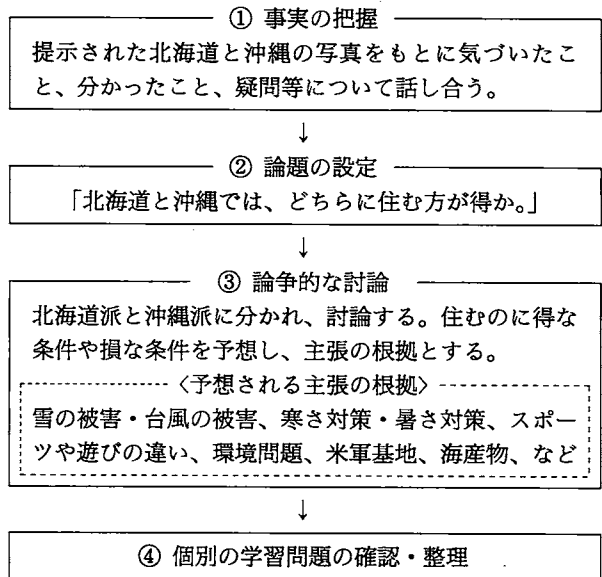 ① 事実の把握
提示された北海道と沖縄の写真をもとに気づいたこ
と、分かったこと、疑問等について話し合う。
↓
② 論題の設定
「北海道と沖縄では、どちらに住む方が得か。」
↓
③ 論争的な討論
北海道派と沖縄派に分かれ、討論する。住むのに得な
条件や損な条件を予想し、主張の根拠とする。
〈予想される主張の根拠〉
雪の被害・台風の被害、寒さ対策・暑さ対策、スポー
ツや遊びの違い、環境問題、米軍基地、海産物、など
↓
④ 個別の学習問題の確認・整理